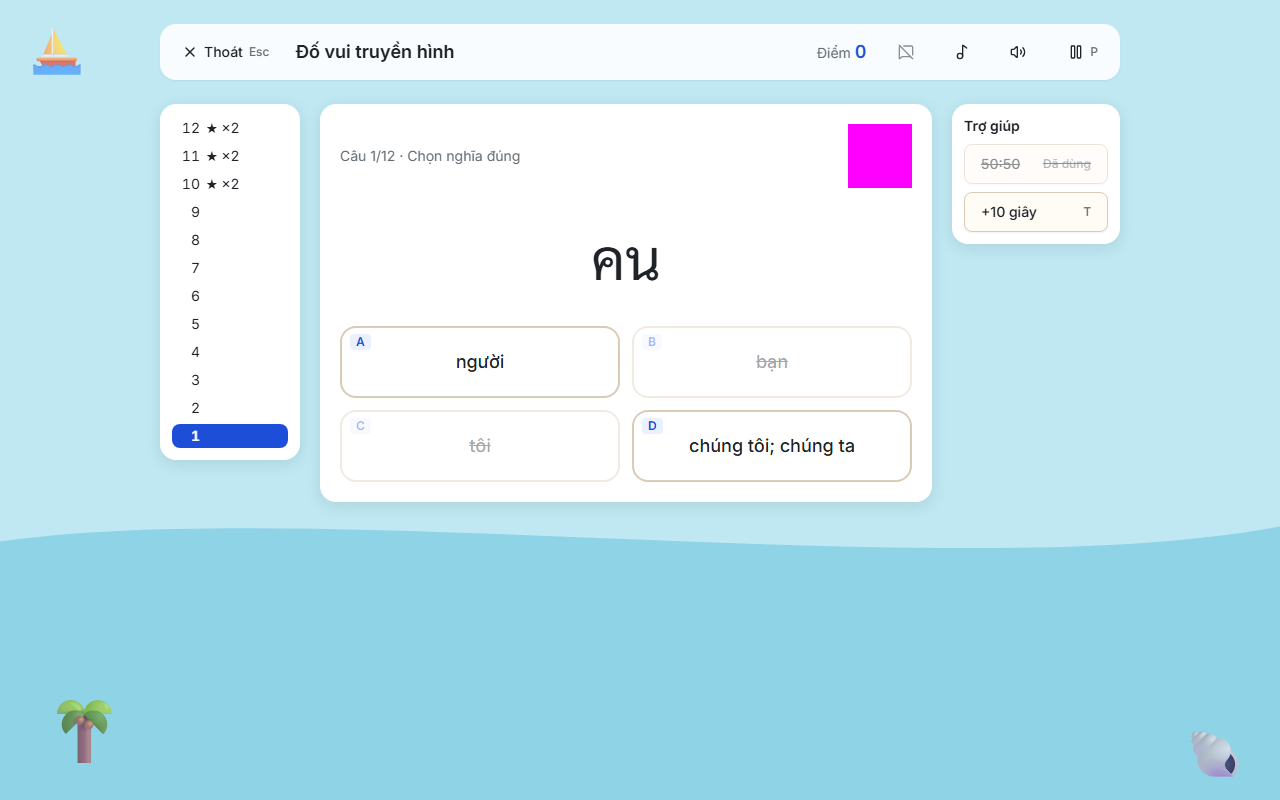 Thoát Esc
Đố vui truyền hình
Điểm 0
P
12 ★ ×2
11 ★ ×2
10 ★ ×2
9
8
7
6
5
4
3
2
1
Câu 1/12 · Chọn nghĩa đúng
คน
A
người
B
bạn
C
tôi
D
chúng tôi; chúng ta
Trợ giúp
50:50 Đã dùng
+10 giây T